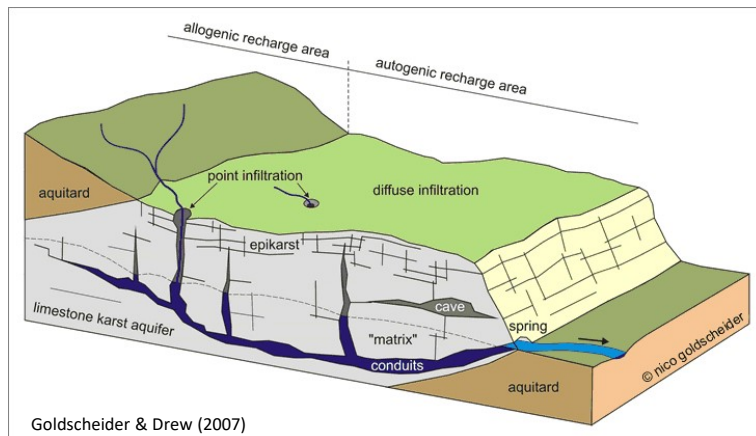 allogenic recharge area
autogenic recharge area
point infiltration
diffuse infiltration
aquitard
epikarst
cave
limestone karst aquifer
"matrix"
spring
conduits
aquitard
© nico goldscheider
Goldscheider & Drew (2007)